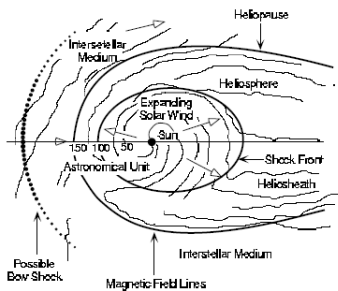 Heliopause
Interstellar
Medium
Heliosphere
Expanding
Solar Wind
Sun
150 100 50
Astronomical Unit
Shock Front
Heliosheath
Possible
Bow Shock
Interstellar Medium
Magnetic Field Lines